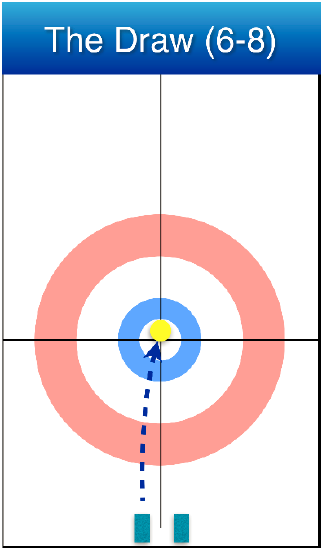 The Draw (6-8)